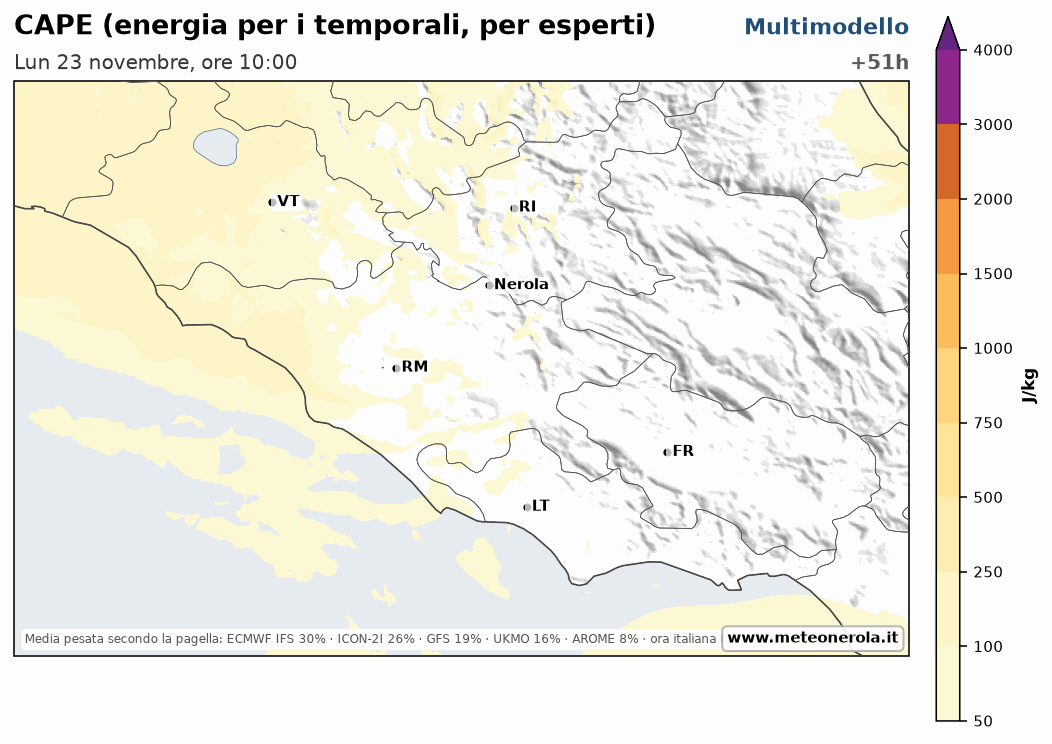 CAPE (energia per i temporali, per esperti)
Multimodello
Lun 23 novembre, ore 10:00
+51h
4000
3000
2000
1500
1000
750
500
250
100
50
J/kg
VT
RI
Nerola
RM
FR
LT
Media pesata secondo la pagella: ECMWF IFS 30% · ICON-2I 26% · GFS 19% · UKMO 16% · AROME 8% · ora italiana
www.meteonerola.it